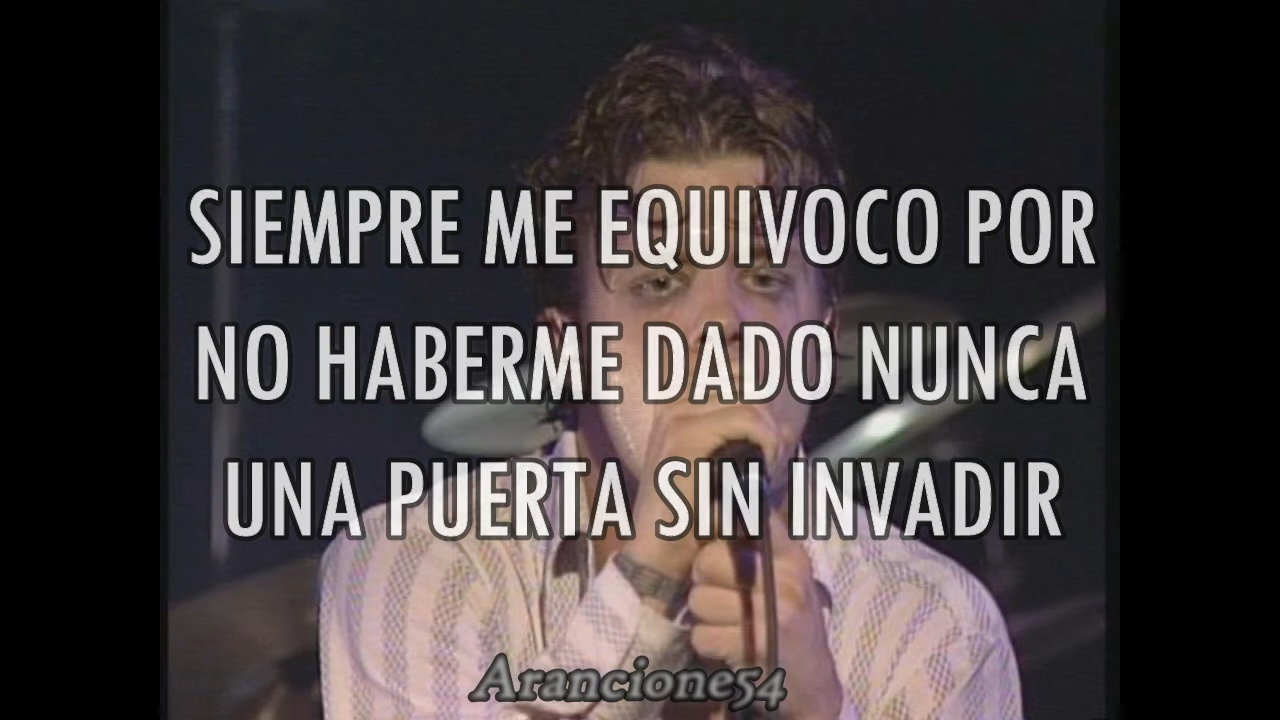 SIEMPRE ME EQUIVOCO POR
NO HABERME DADO NUNCA
UNA PUERTA SIN INVADIR
Arancione54